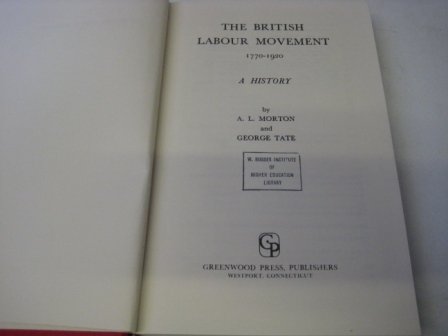 THE BRITISH
LABOUR MOVEMENT
1770-1920
A HISTORY
by
A. L. MORTON
and
GEORGE TATE
W. BOBIER INSTITUTE
OF
HIGHER EDUCATION
LIBRARY
GP
GREENWOOD PRESS, PUBLISHERS
WESTPORT, CONNECTICUT